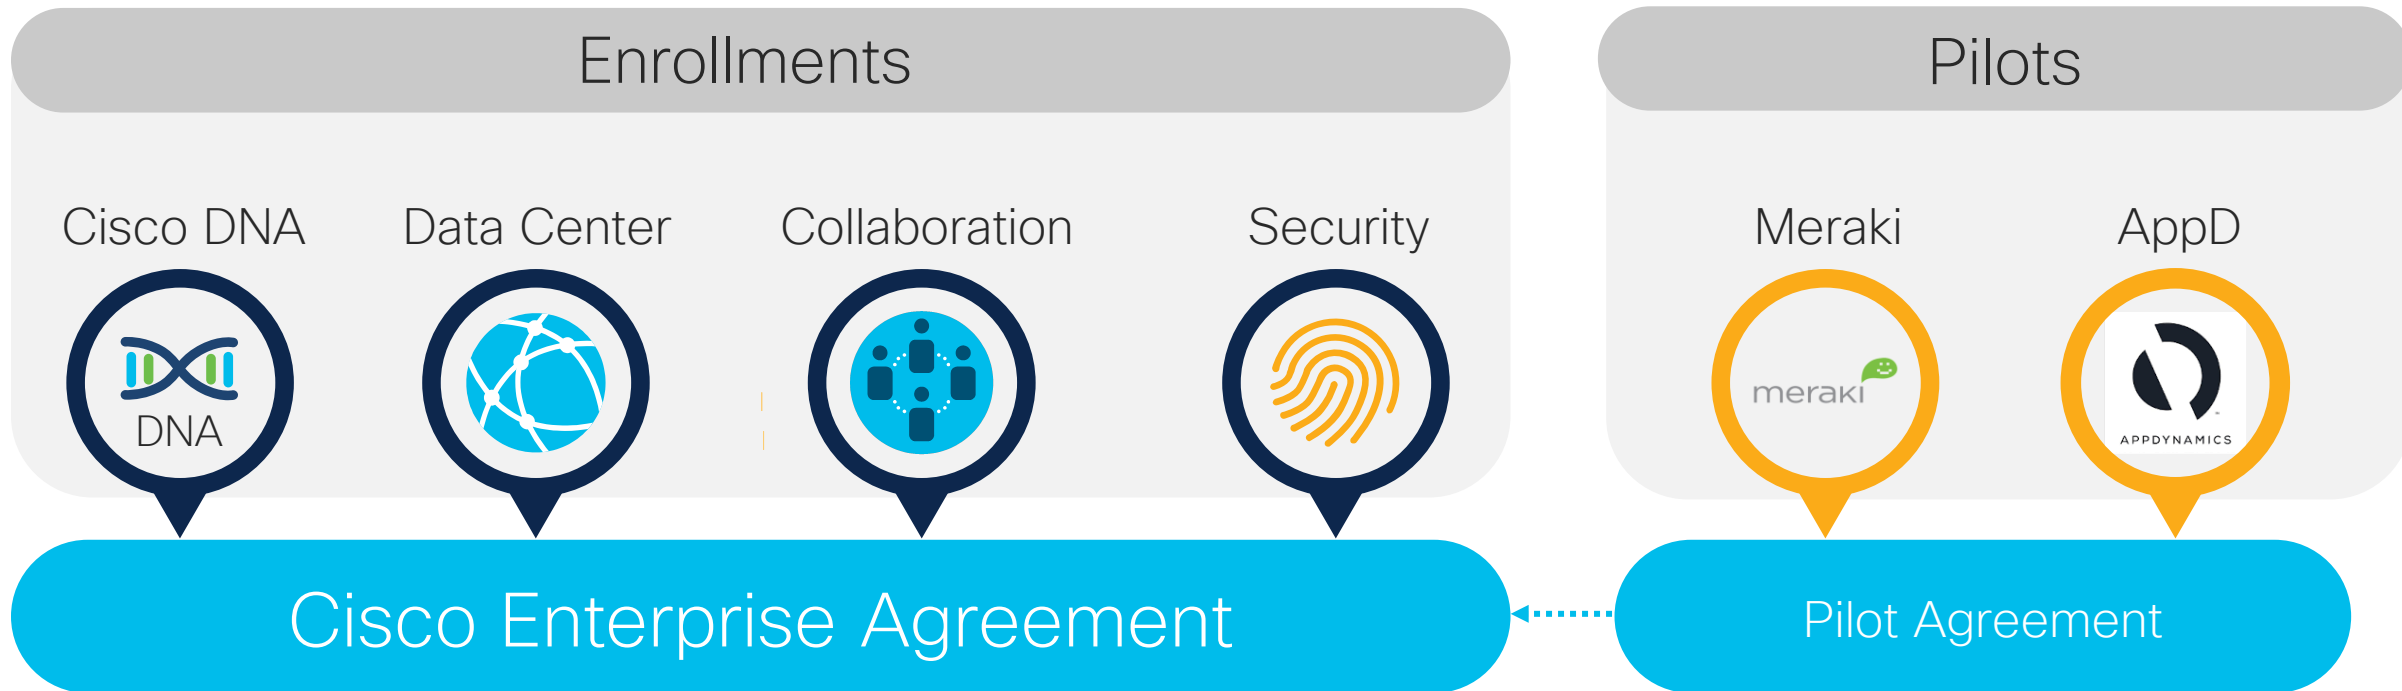 Enrollments
Pilots
Cisco DNA
Data Center
Collaboration
Security
Meraki
AppD
DNA
meraki
APPDYNAMICS
Cisco Enterprise Agreement
Pilot Agreement